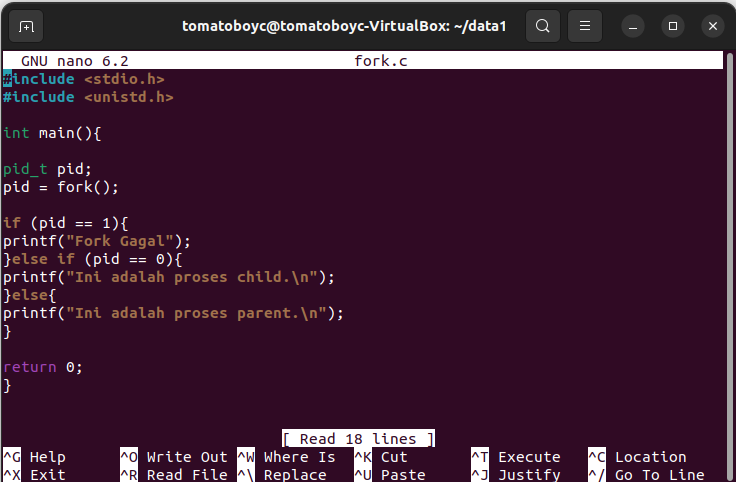 tomatoboyc@tomatoboyc-VirtualBox: ~/data1
GNU nano 6.2 fork.c
#include <stdio.h>
#include <unistd.h>
int main(){
pid_t pid;
pid = fork();
if (pid == 1){
printf("Fork Gagal");
}else if (pid == 0){
printf("Ini adalah proses child.\n");
}else{
printf("Ini adalah proses parent.\n");
}
return 0;
}
[ Read 18 lines ]
^G Help ^O Write Out ^W Where Is ^K Cut ^T Execute ^C Location
^X Exit ^R Read File ^\ Replace ^U Paste ^J Justify ^/ Go To Line